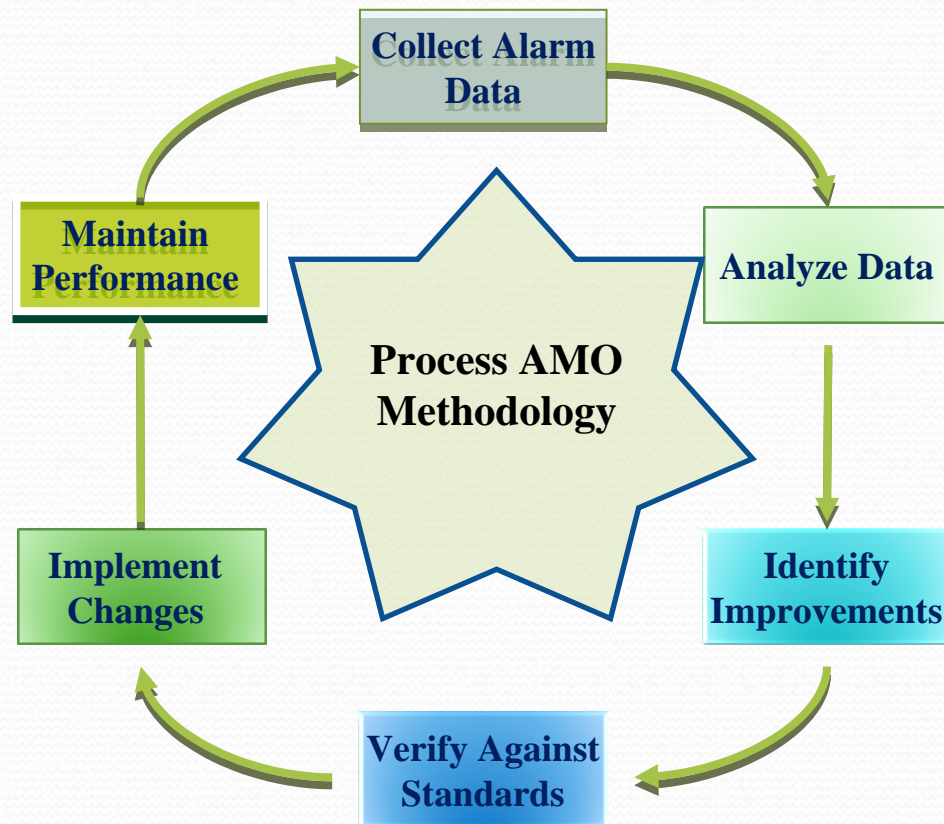 Collect Alarm
Data
Maintain
Performance
Analyze Data
Process AMO
Methodology
Implement
Changes
Identify
Improvements
Verify Against
Standards